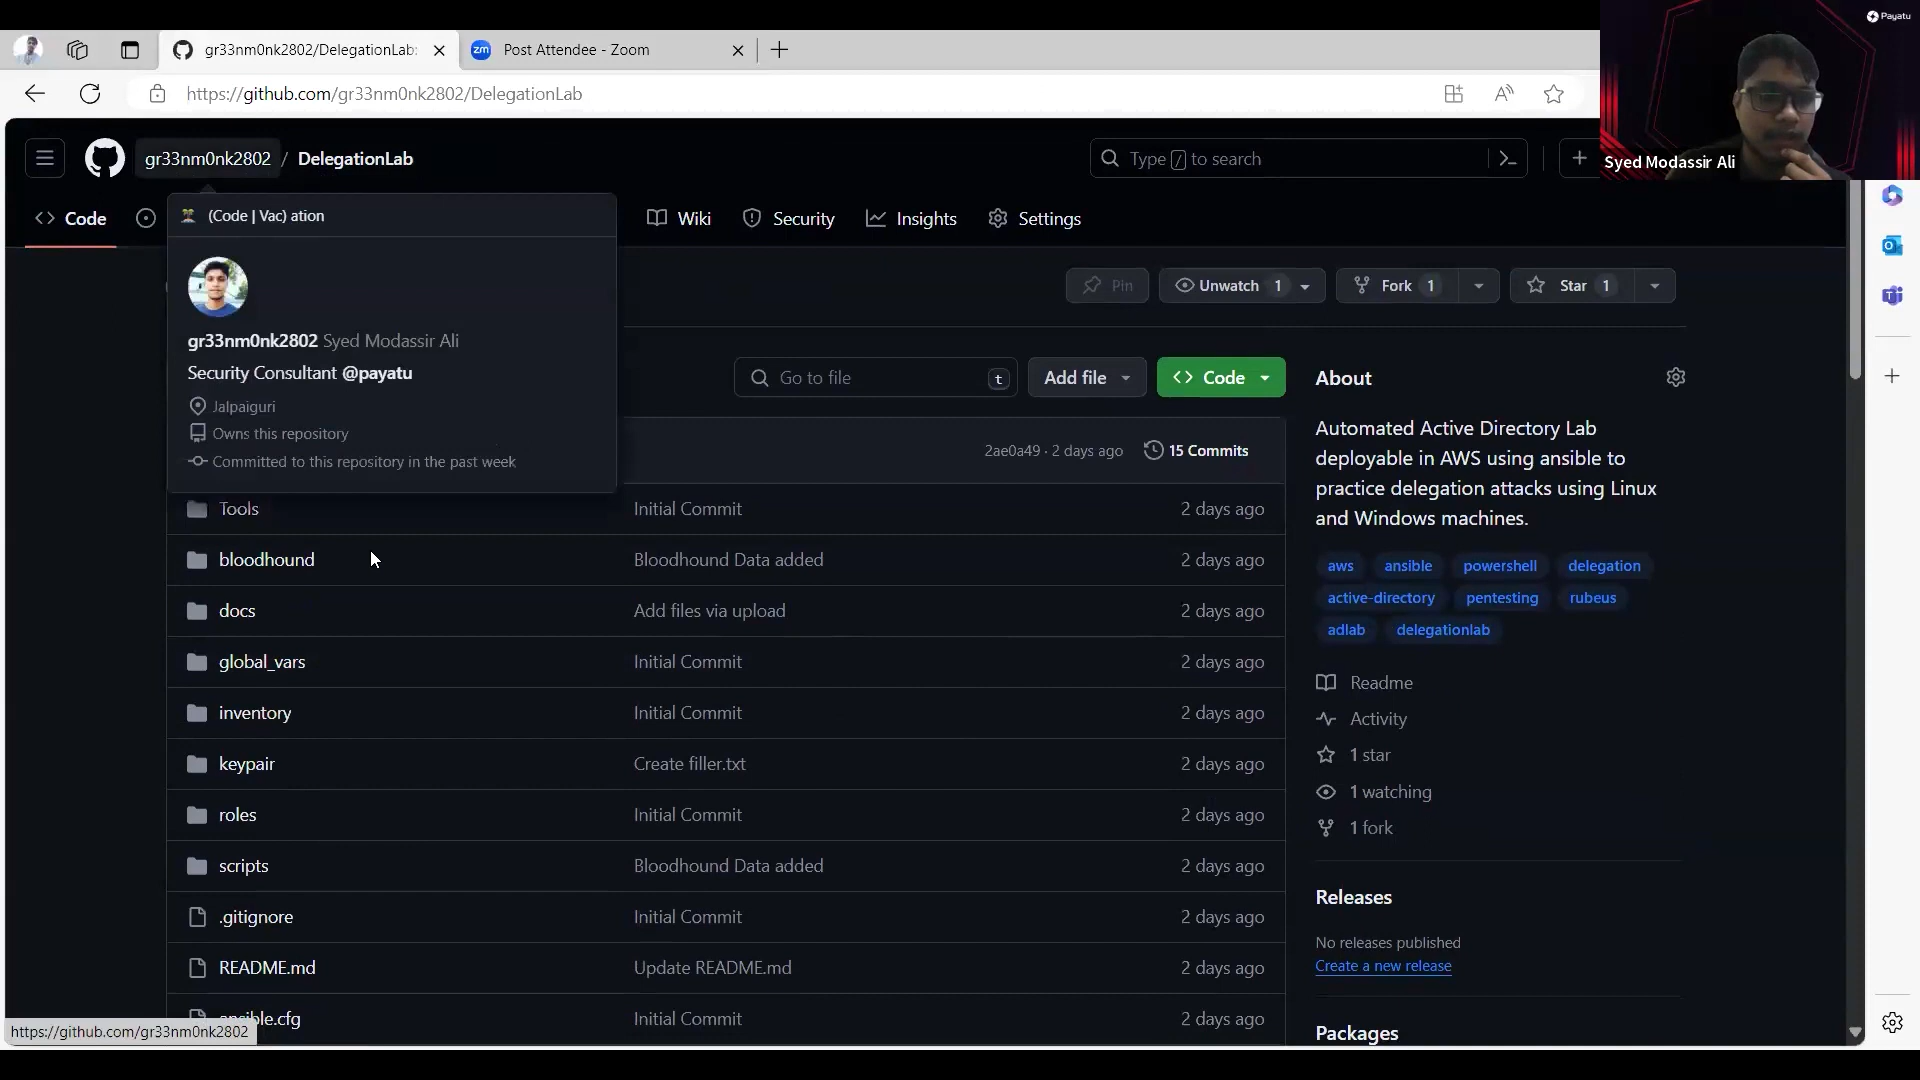 Payatu
gr33nm0nk2802/DelegationLab:
Post Attendee - Zoom
zm
https://github.com/gr33nm0nk2802/DelegationLab
gr33nm0nk2802 / DelegationLab
Type / to search
Syed Modassir Ali
Code
Wiki
Security
Insights
Settings
(Code | Vac) ation
gr33nm0nk2802 Syed Modassir Ali
Security Consultant @payatu
Jalpaiguri
Owns this repository
Committed to this repository in the past week
Pin
Unwatch 1
Fork 1
Star 1
Go to file t
Add file
Code
2ae0a49 · 2 days ago
15 Commits
Tools Initial Commit 2 days ago
bloodhound Bloodhound Data added 2 days ago
docs Add files via upload 2 days ago
global_vars Initial Commit 2 days ago
inventory Initial Commit 2 days ago
keypair Create filler.txt 2 days ago
roles Initial Commit 2 days ago
scripts Bloodhound Data added 2 days ago
.gitignore Initial Commit 2 days ago
README.md Update README.md 2 days ago
ansible.cfg Initial Commit 2 days ago
About
Automated Active Directory Lab
deployable in AWS using ansible to
practice delegation attacks using Linux
and Windows machines.
aws ansible powershell delegation
active-directory pentesting rubeus
adlab delegationlab
Readme
Activity
1 star
1 watching
1 fork
Releases
No releases published
Create a new release
Packages
https://github.com/gr33nm0nk2802